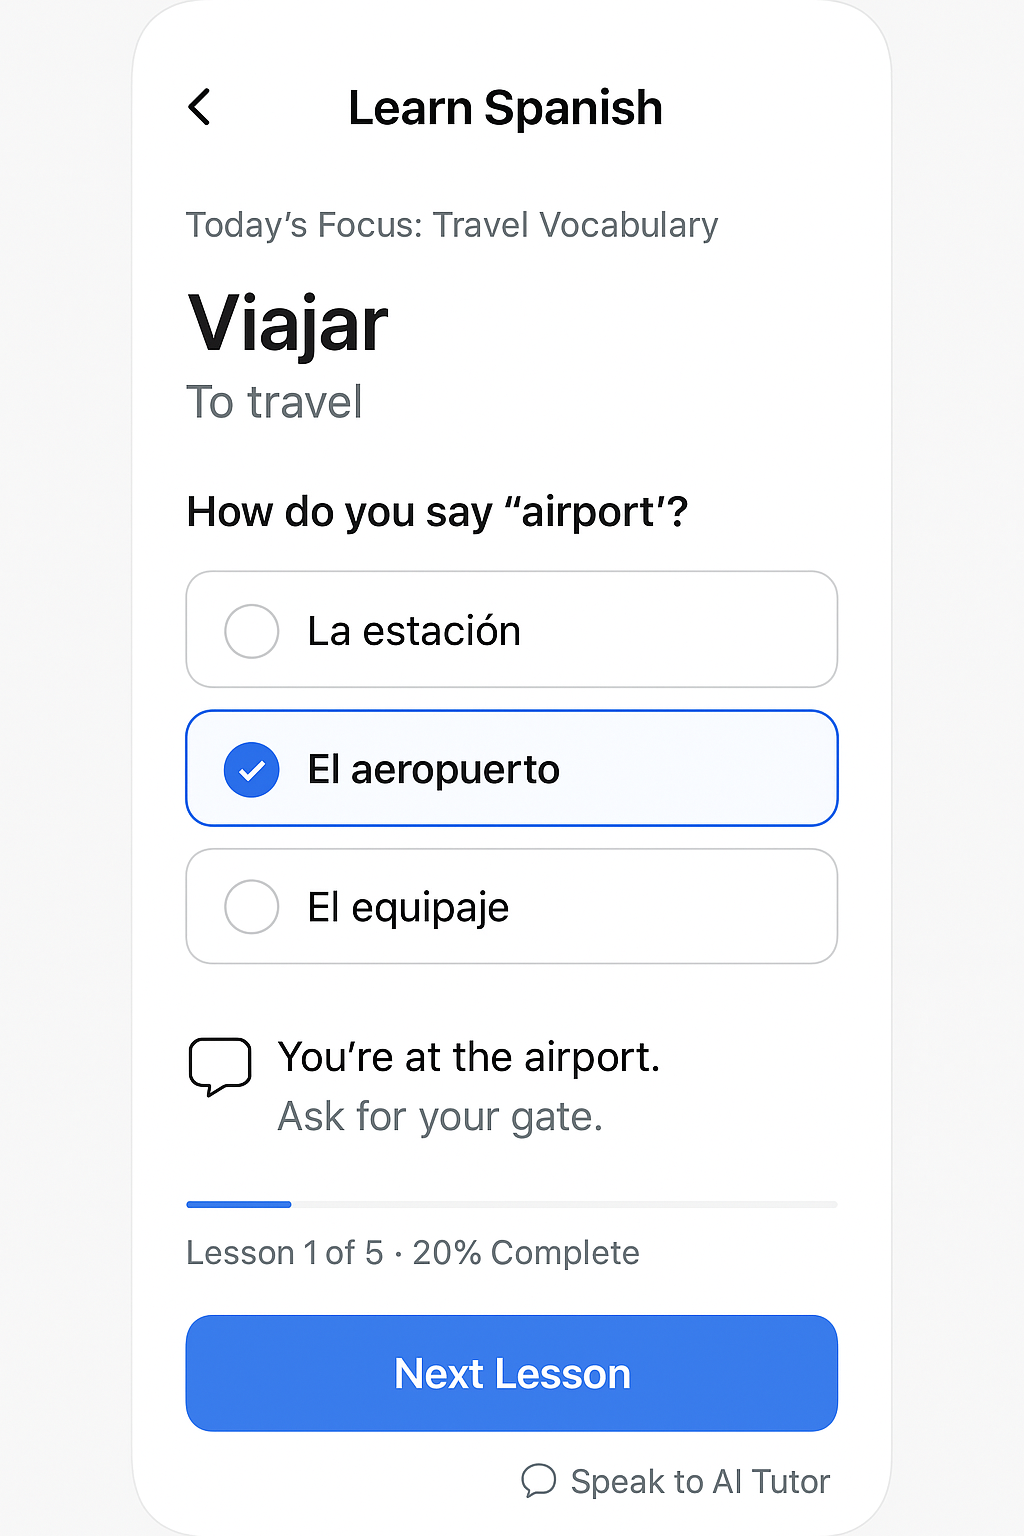 Learn Spanish
Today’s Focus: Travel Vocabulary
Viajar
To travel
How do you say “airport’?
La estación
El aeropuerto
El equipaje
You’re at the airport.
Ask for your gate.
Lesson 1 of 5 · 20% Complete
Next Lesson
Speak to AI Tutor